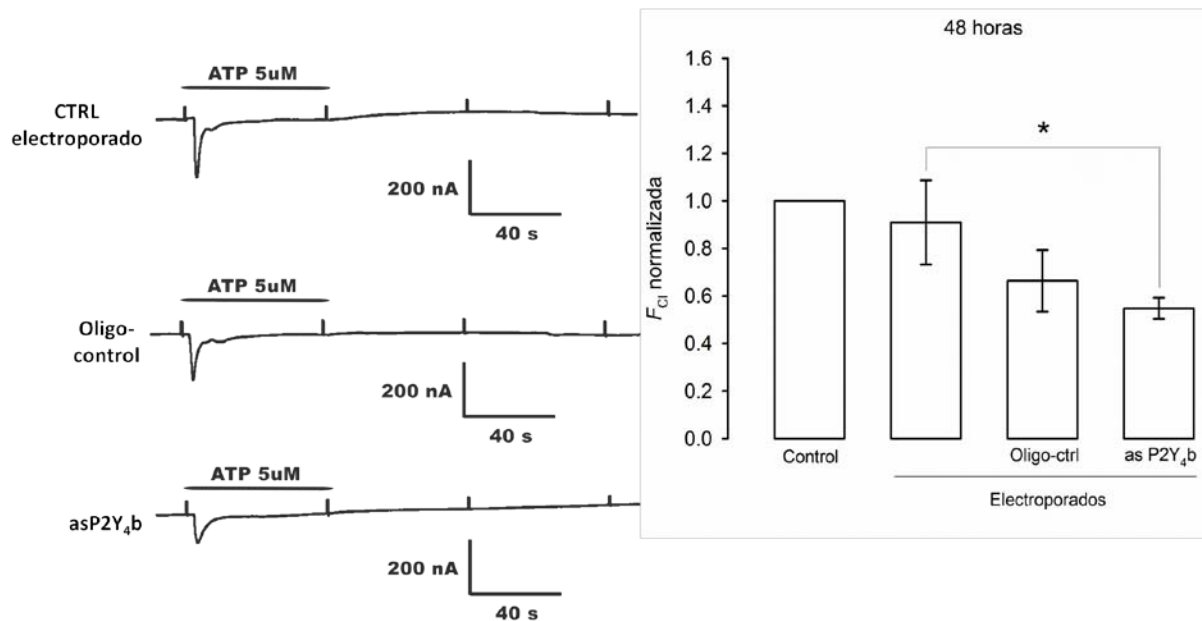 ATP 5uM
CTRL
electroporado
200 nA
40 s
ATP 5uM
Oligo-
control
200 nA
40 s
ATP 5uM
asP2Y₄b
200 nA
40 s
48 horas
1.6
1.4
1.2
1.0
0.8
0.6
0.4
0.2
0.0
F_Cl normalizada
*
Control
Oligo-ctrl
as P2Y₄b
Electroporados